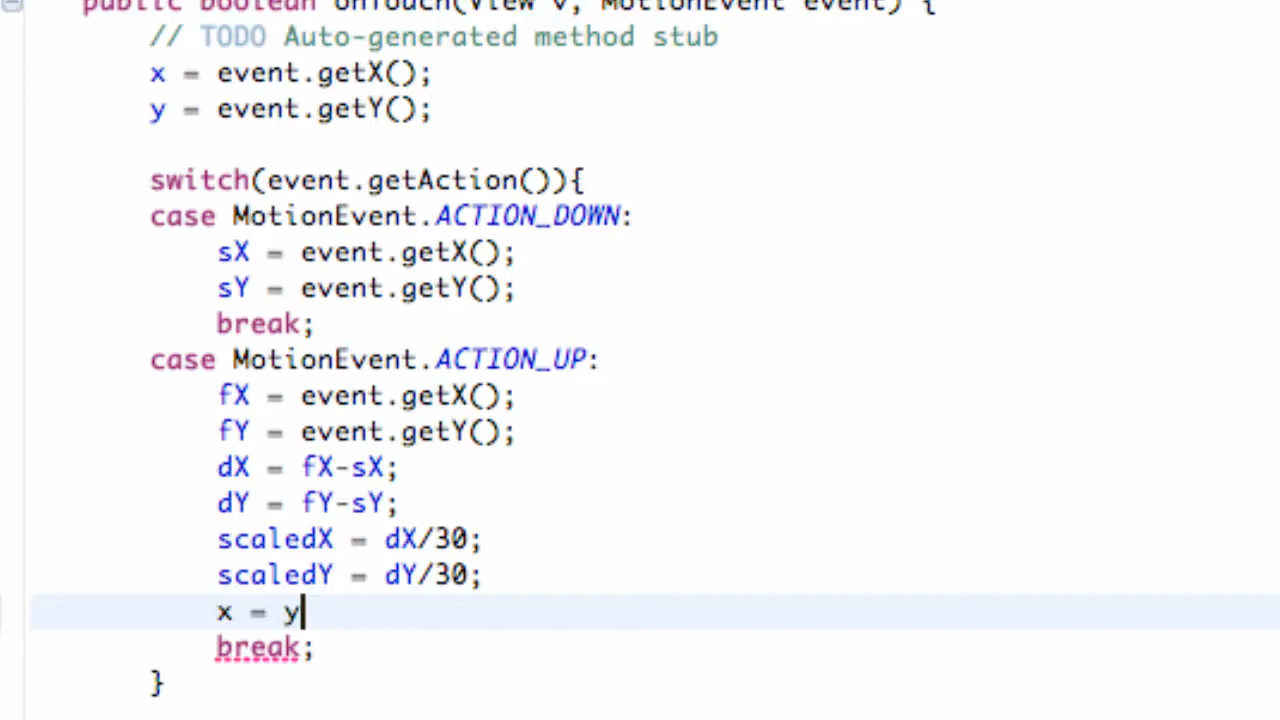 public boolean onTouch(View v, MotionEvent event) {
// TODO Auto-generated method stub
x = event.getX();
y = event.getY();
switch(event.getAction()){
case MotionEvent.ACTION_DOWN:
sX = event.getX();
sY = event.getY();
break;
case MotionEvent.ACTION_UP:
fX = event.getX();
fY = event.getY();
dX = fX-sX;
dY = fY-sY;
scaledX = dX/30;
scaledY = dY/30;
x = y
break;
}